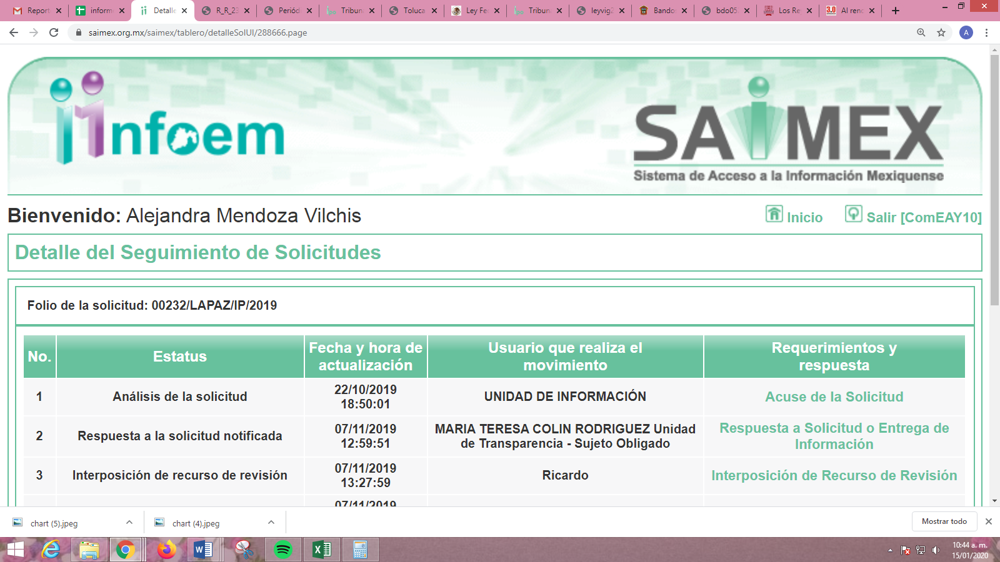 Report
inform
Detalle
R_R_23
Periód
Tribun
Toluca
Ley Fe
Tribun
leyvig2
Bando
bdo05
Los Re
3.0 Al ren
saimex.org.mx/saimex/tablero/detalleSolUI/288666.page
A
infoem
SAIMEX
Sistema de Acceso a la Información Mexiquense
Bienvenido: Alejandra Mendoza Vilchis
Inicio
Salir [ComEAY10]
Detalle del Seguimiento de Solicitudes
Folio de la solicitud: 00232/LAPAZ/IP/2019
No.
Estatus
Fecha y hora de
actualización
Usuario que realiza el
movimiento
Requerimientos y
respuesta
1
Análisis de la solicitud
22/10/2019
18:50:01
UNIDAD DE INFORMACIÓN
Acuse de la Solicitud
2
Respuesta a la solicitud notificada
07/11/2019
12:59:51
MARIA TERESA COLIN RODRIGUEZ Unidad
de Transparencia - Sujeto Obligado
Respuesta a Solicitud o Entrega de
Información
3
Interposición de recurso de revisión
07/11/2019
13:27:59
Ricardo
Interposición de Recurso de Revisión
07/11/2019
chart (5).jpeg
chart (4).jpeg
Mostrar todo
10:44 a. m.
15/01/2020